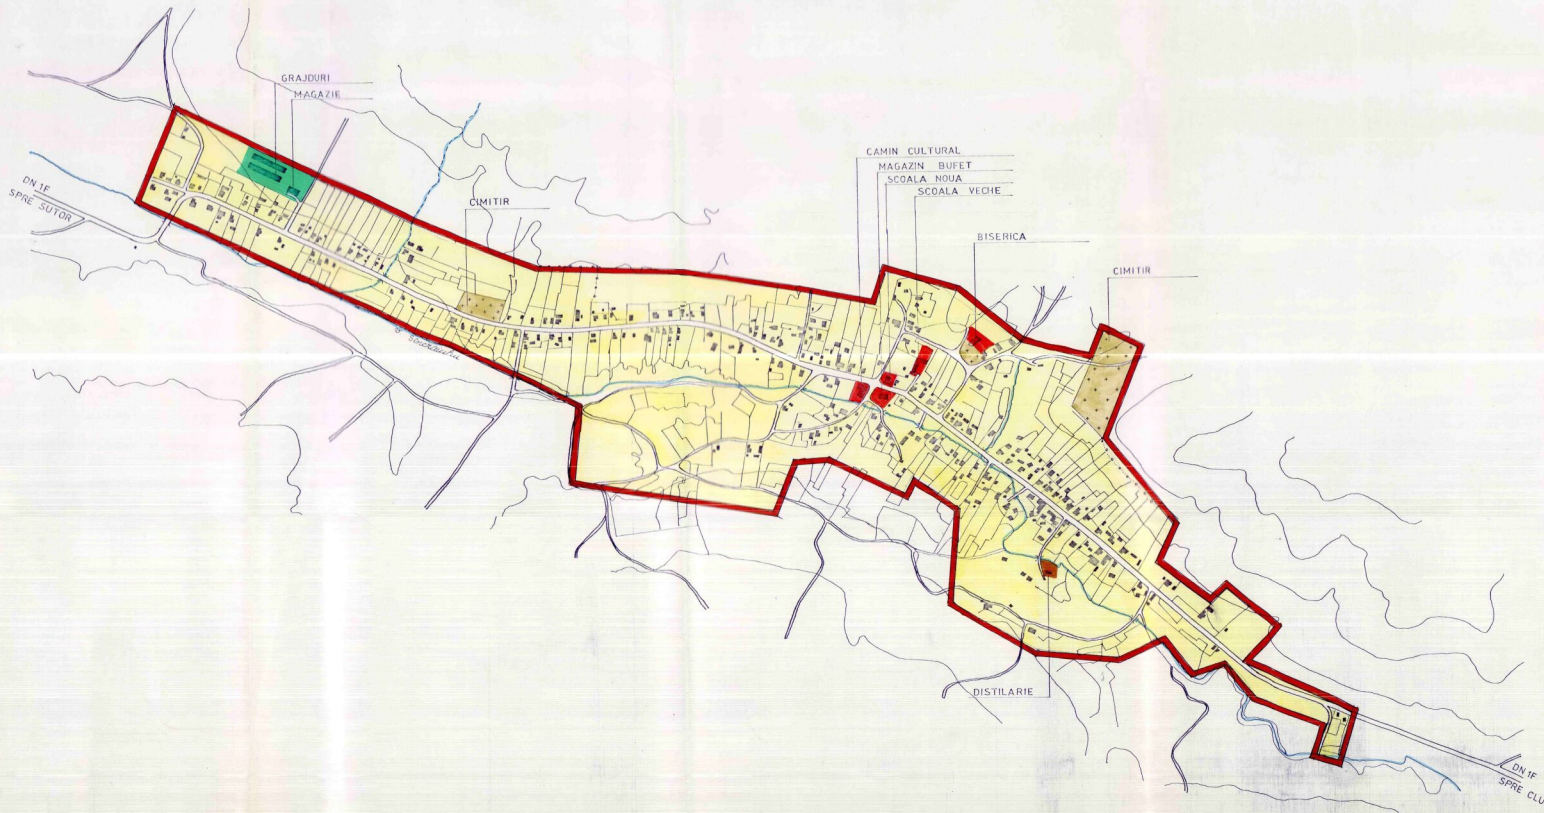 GRAJDURI
MAGAZIE
DN 1F
SPRE SUTOR
CIMITIR
CAMIN CULTURAL
MAGAZIN BUFET
SCOALA NOUA
SCOALA VECHE
BISERICA
CIMITIR
DISTILARIE
DN 1F
SPRE CLU